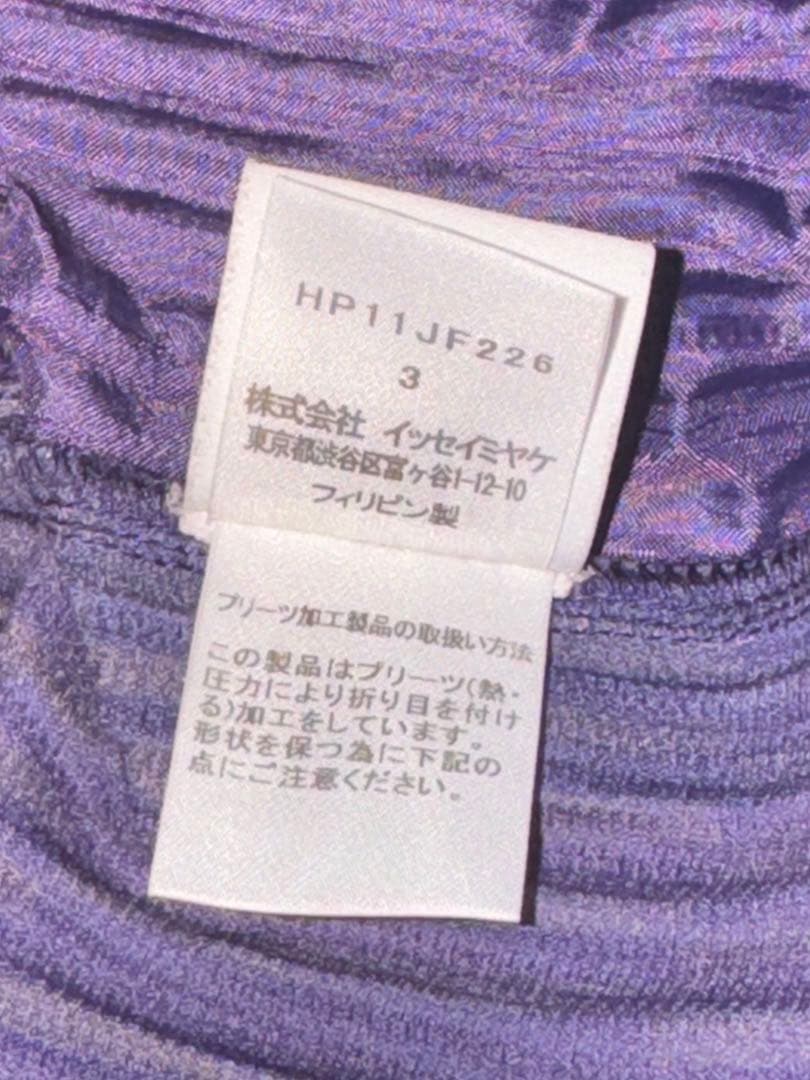 HP11JF226
3
株式会社 イッセイミヤケ
東京都渋谷区富ヶ谷1-12-10
フィリピン製
プリーツ加工製品の取扱い方法
この製品はプリーツ(熱・
圧力により折り目を付け
る)加工をしています。
形状を保つ為に下記の
点にご注意ください。